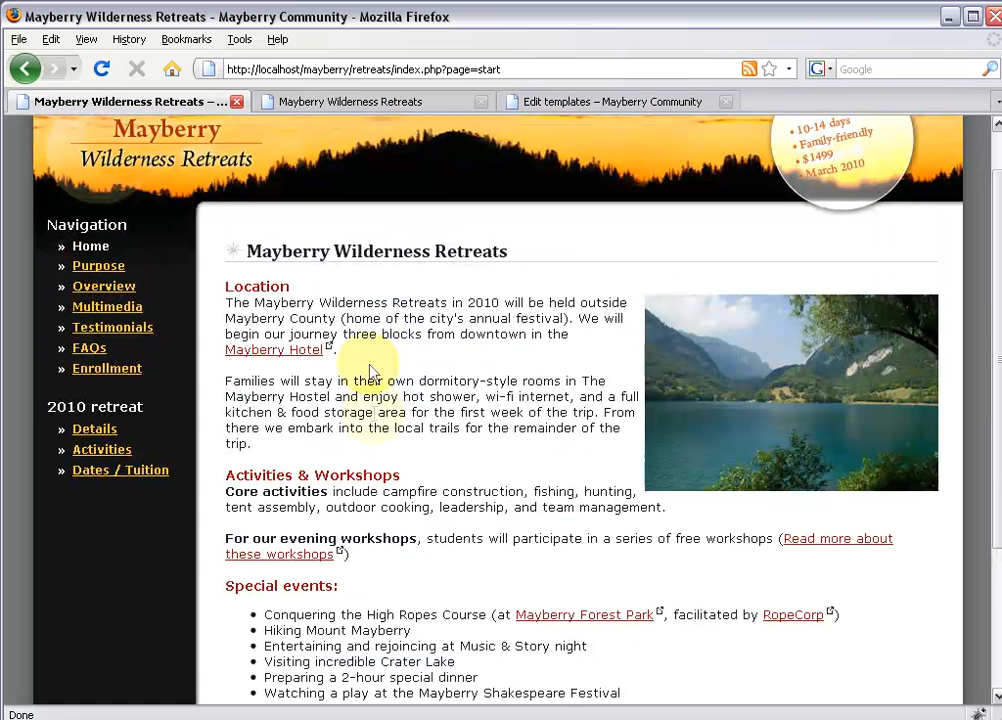 Mayberry Wilderness Retreats - Mayberry Community - Mozilla Firefox
File Edit View History Bookmarks Tools Help
http://localhost/mayberry/retreats/index.php?page=start
Google
Mayberry Wilderness Retreats – ...
Mayberry Wilderness Retreats
Edit templates – Mayberry Community
Mayberry
Wilderness Retreats
• 10-14 days
• Family-friendly
• $1499
• March 2010
Navigation
» Home
» Purpose
» Overview
» Multimedia
» Testimonials
» FAQs
» Enrollment
2010 retreat
» Details
» Activities
» Dates / Tuition
Mayberry Wilderness Retreats
Location
The Mayberry Wilderness Retreats in 2010 will be held outside
Mayberry County (home of the city's annual festival). We will
begin our journey three blocks from downtown in the
Mayberry Hotel.
Families will stay in their own dormitory-style rooms in The
Mayberry Hostel and enjoy hot shower, wi-fi internet, and a full
kitchen & food storage area for the first week of the trip. From
there we embark into the local trails for the remainder of the
trip.
Activities & Workshops
Core activities include campfire construction, fishing, hunting,
tent assembly, outdoor cooking, leadership, and team management.
For our evening workshops, students will participate in a series of free workshops (Read more about
these workshops)
Special events:
• Conquering the High Ropes Course (at Mayberry Forest Park, facilitated by RopeCorp)
• Hiking Mount Mayberry
• Entertaining and rejoicing at Music & Story night
• Visiting incredible Crater Lake
• Preparing a 2-hour special dinner
• Watching a play at the Mayberry Shakespeare Festival
Done